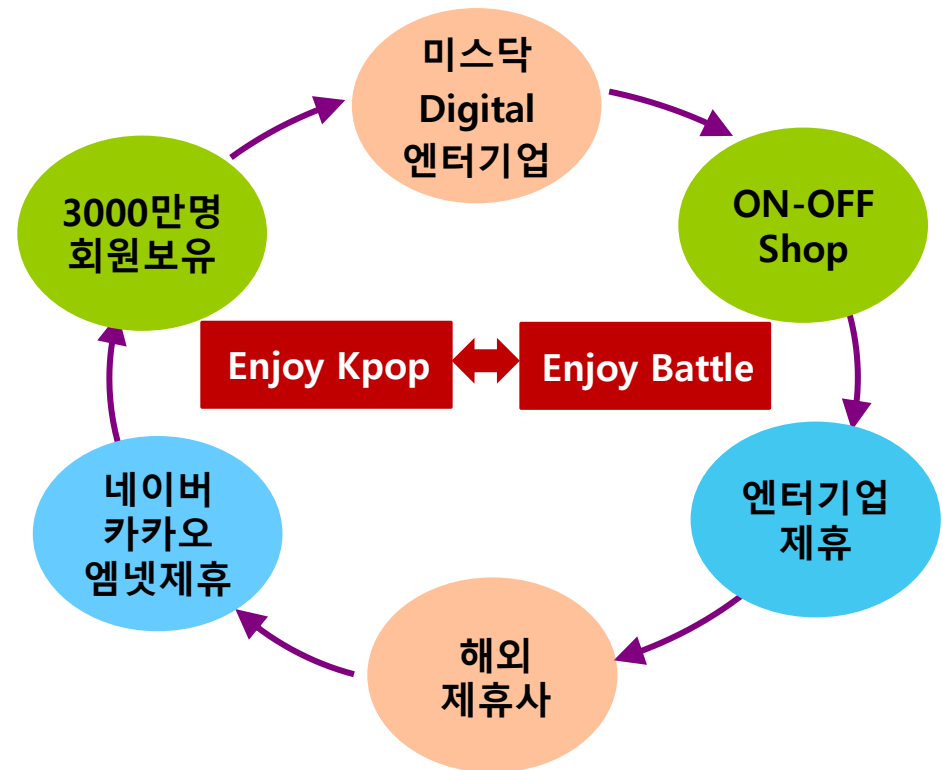 미스닥
Digital
엔터기업
ON-OFF
Shop
엔터기업
제휴
해외
제휴사
네이버
카카오
엠넷제휴
3000만명
회원보유
Enjoy Kpop
Enjoy Battle